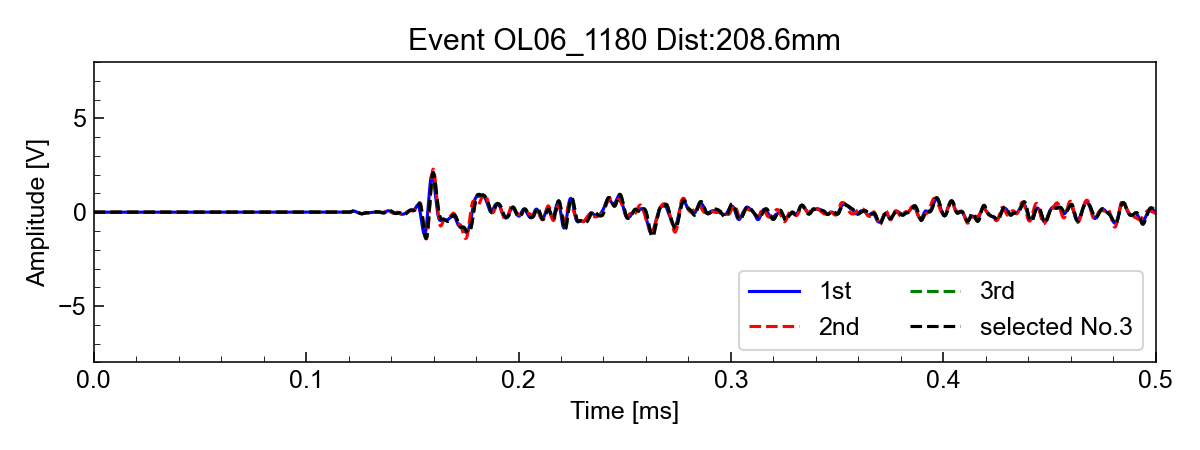 Event OL06_1180 Dist:208.6mm
5
0
−5
Amplitude [V]
1st
2nd
3rd
selected No.3
0.0 0.1 0.2 0.3 0.4 0.5
Time [ms]